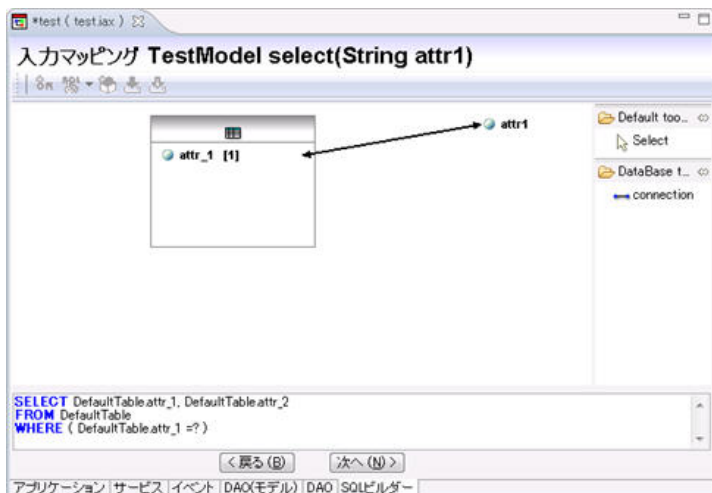 *test ( test.iax )
入力マッピング TestModel select(String attr1)
attr_1 [1]
attr1
Default too...
Select
DataBase t...
connection
SELECT DefaultTable.attr_1, DefaultTable.attr_2
FROM DefaultTable
WHERE ( DefaultTable.attr_1 =? )
< 戻る (B)
次へ (N) >
アプリケーション サービス イベント DAO(モデル) DAO SQLビルダー